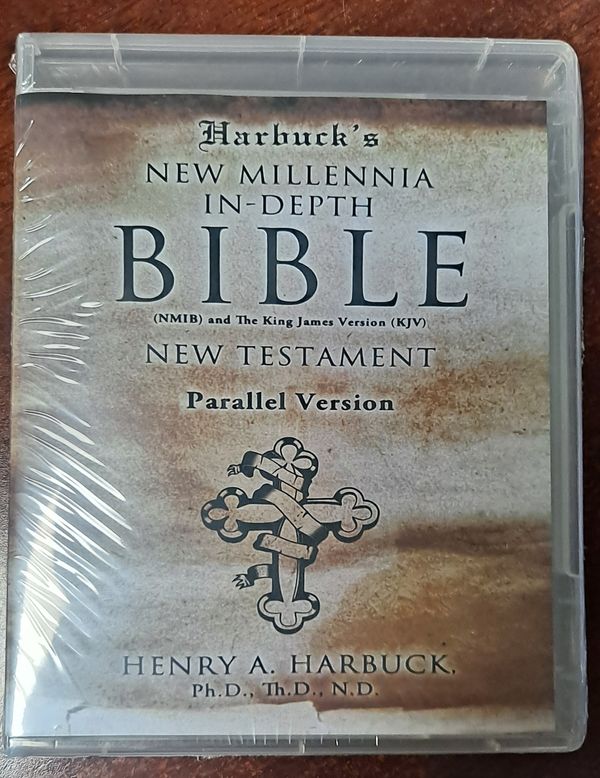 Harbuck's
NEW MILLENNIA
IN-DEPTH
BIBLE
(NMIB) and The King James Version (KJV)
NEW TESTAMENT
Parallel Version
HENRY A. HARBUCK,
Ph.D., Th.D., N.D.